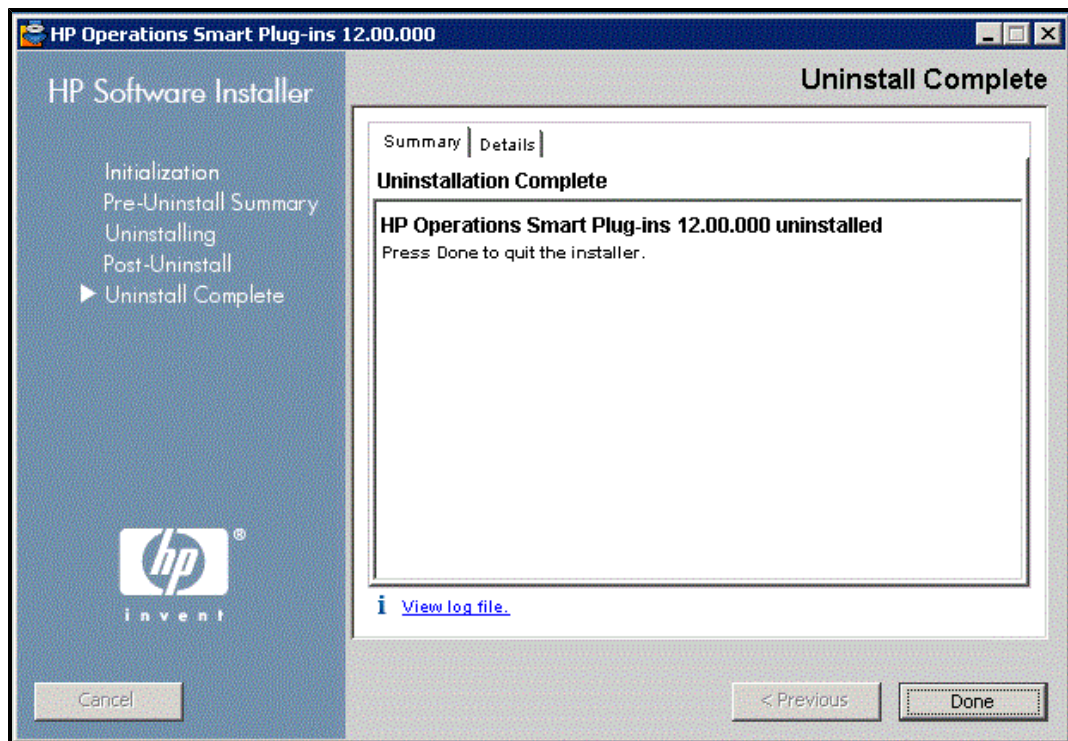 HP Operations Smart Plug-ins 12.00.000
HP Software Installer
Uninstall Complete
Initialization
Pre-Uninstall Summary
Uninstalling
Post-Uninstall
Uninstall Complete
Summary
Details
Uninstallation Complete
HP Operations Smart Plug-ins 12.00.000 uninstalled
Press Done to quit the installer.
hp
®
invent
i View log file.
Cancel
< Previous
Done